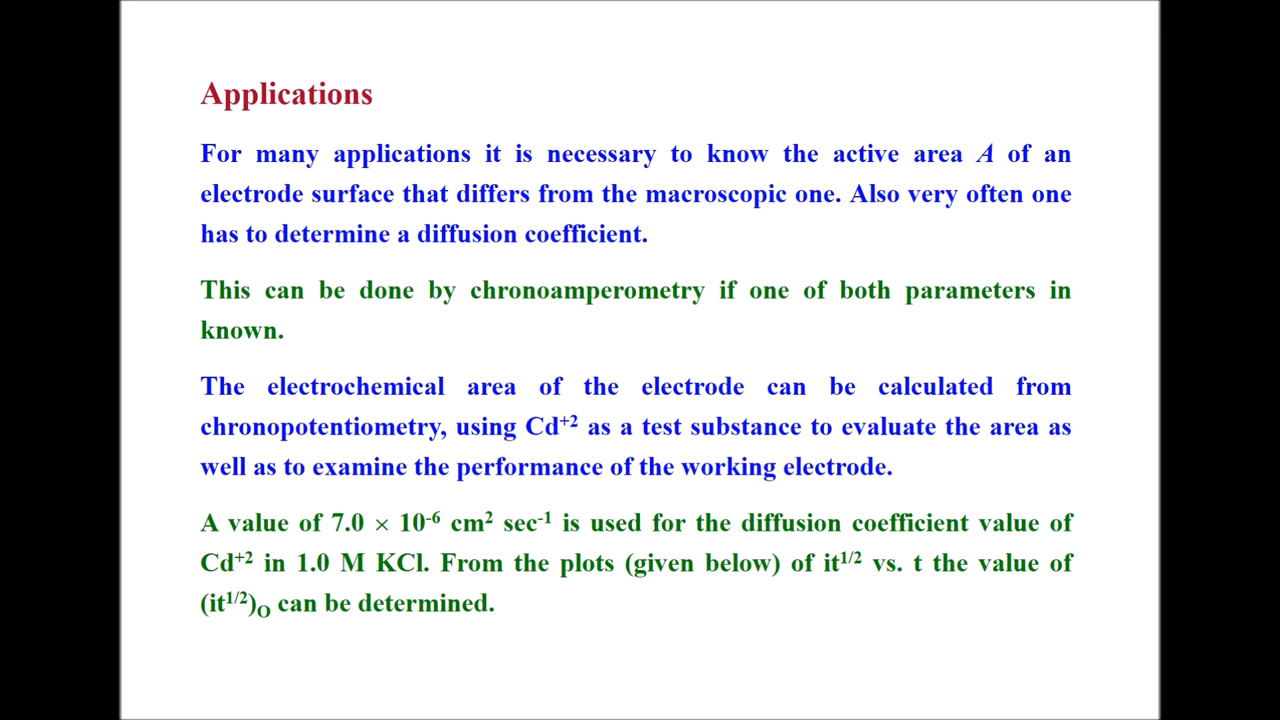 Applications
For many applications it is necessary to know the active area A of an
electrode surface that differs from the macroscopic one. Also very often one
has to determine a diffusion coefficient.
This can be done by chronoamperometry if one of both parameters in
known.
The electrochemical area of the electrode can be calculated from
chronopotentiometry, using Cd⁺² as a test substance to evaluate the area as
well as to examine the performance of the working electrode.
A value of 7.0 × 10⁻⁶ cm² sec⁻¹ is used for the diffusion coefficient value of
Cd⁺² in 1.0 M KCl. From the plots (given below) of it¹ᐟ² vs. t the value of
(it¹ᐟ²)O can be determined.